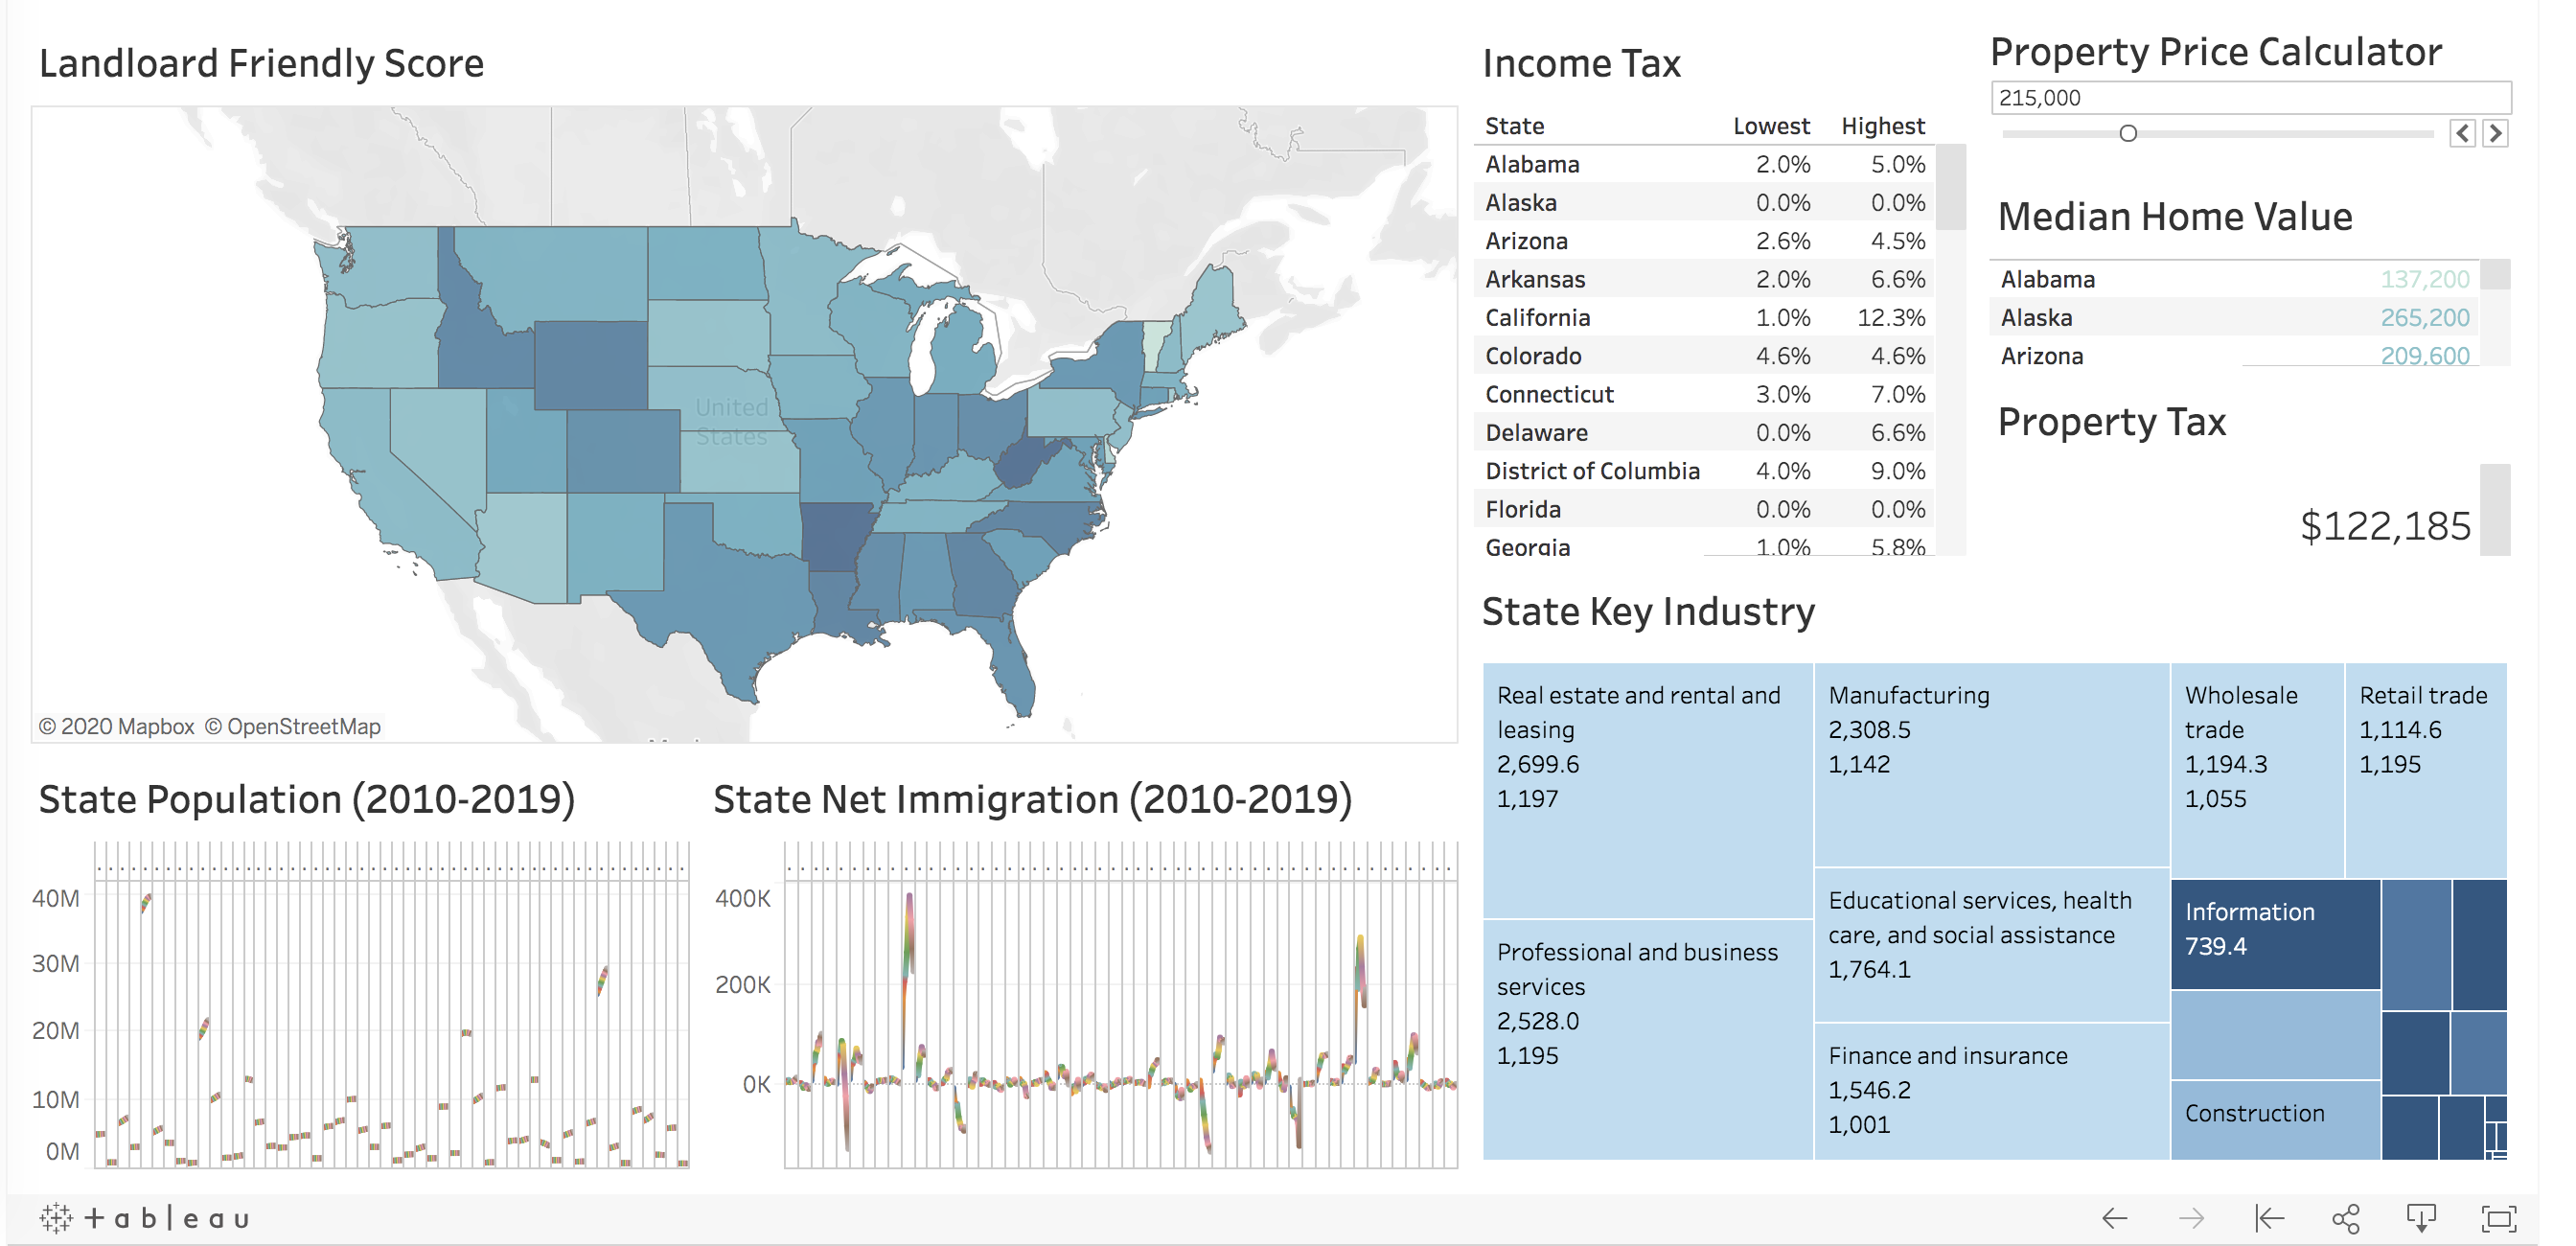 Landloard Friendly Score
United
States
© 2020 Mapbox © OpenStreetMap
Income Tax
State Lowest Highest
Alabama 2.0% 5.0%
Alaska 0.0% 0.0%
Arizona 2.6% 4.5%
Arkansas 2.0% 6.6%
California 1.0% 12.3%
Colorado 4.6% 4.6%
Connecticut 3.0% 7.0%
Delaware 0.0% 6.6%
District of Columbia 4.0% 9.0%
Florida 0.0% 0.0%
Georgia 1.0% 5.8%
Property Price Calculator
215,000
Median Home Value
Alabama 137,200
Alaska 265,200
Arizona 209,600
Property Tax
$122,185
State Population (2010-2019)
40M
30M
20M
10M
0M
State Net Immigration (2010-2019)
400K
200K
0K
State Key Industry
Real estate and rental and
leasing
2,699.6
1,197
Professional and business
services
2,528.0
1,195
Manufacturing
2,308.5
1,142
Educational services, health
care, and social assistance
1,764.1
Finance and insurance
1,546.2
1,001
Wholesale
trade
1,194.3
1,055
Retail trade
1,114.6
1,195
Information
739.4
Construction
+ableau